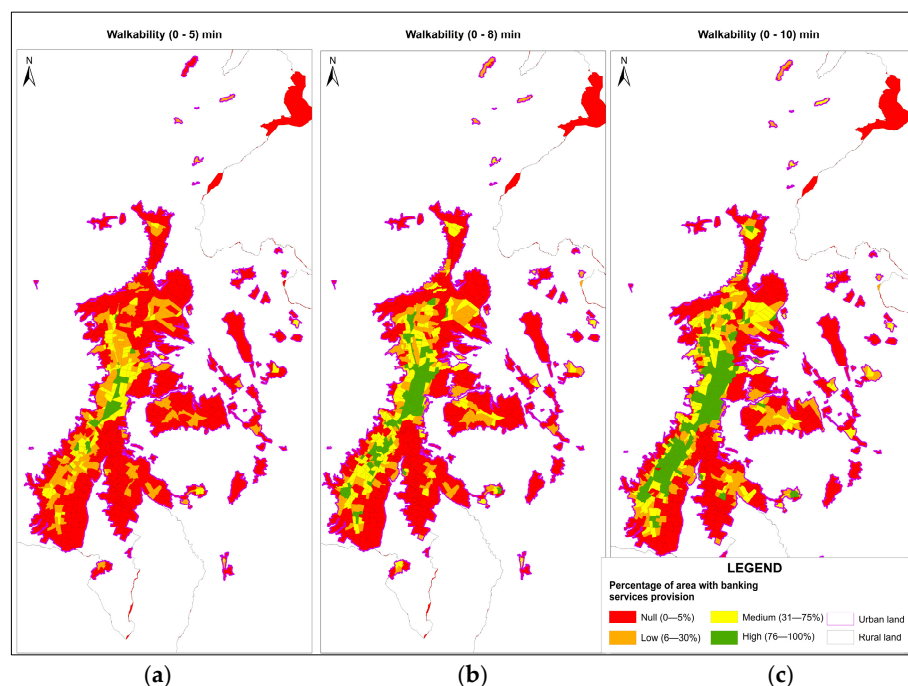 Walkability (0 - 5) min
Walkability (0 - 8) min
Walkability (0 - 10) min
N
N
N
LEGEND
Percentage of area with banking
services provision
Null (0—5%)
Medium (31—75%)
Urban land
Low (6—30%)
High (76—100%)
Rural land
(a)
(b)
(c)